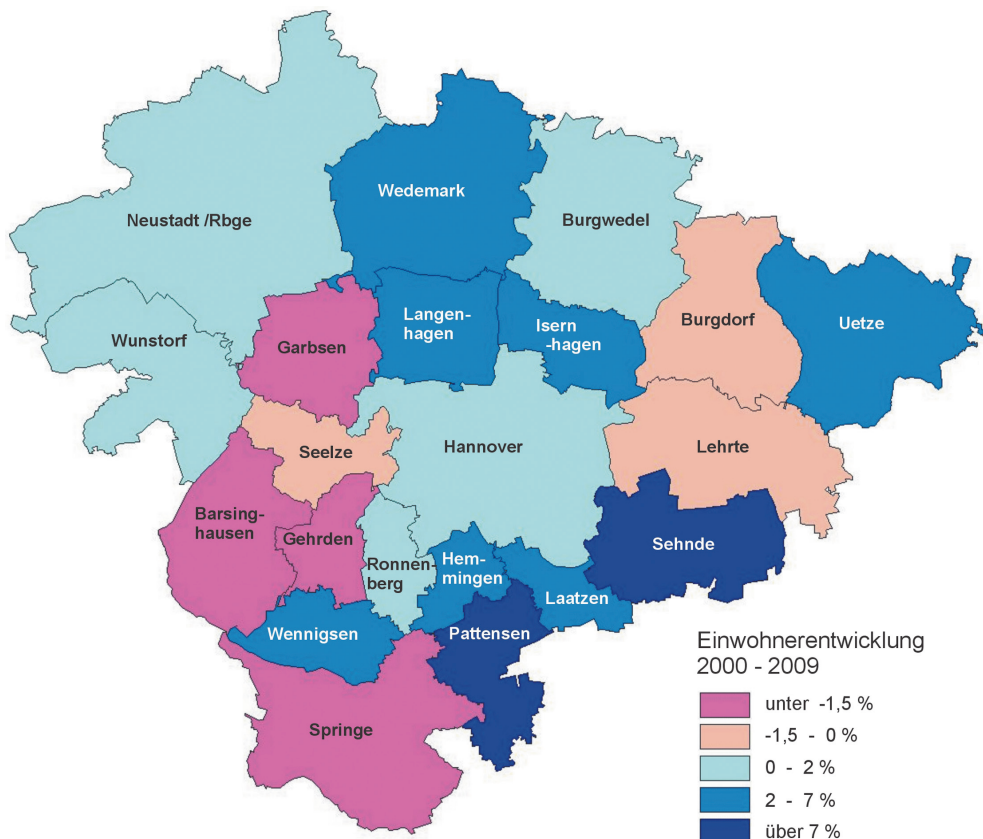 Wedemark
Neustadt /Rbge
Burgwedel
Wunstorf
Garbsen
Langen-
hagen
Isern
-hagen
Burgdorf
Uetze
Seelze
Hannover
Lehrte
Barsing-
hausen
Gehrden
Ronnen-
berg
Hem-
mingen
Laatzen
Sehnde
Wennigsen
Pattensen
Springe
Einwohnerentwicklung
2000 - 2009
unter -1,5 %
-1,5 - 0 %
0 - 2 %
2 - 7 %
über 7 %